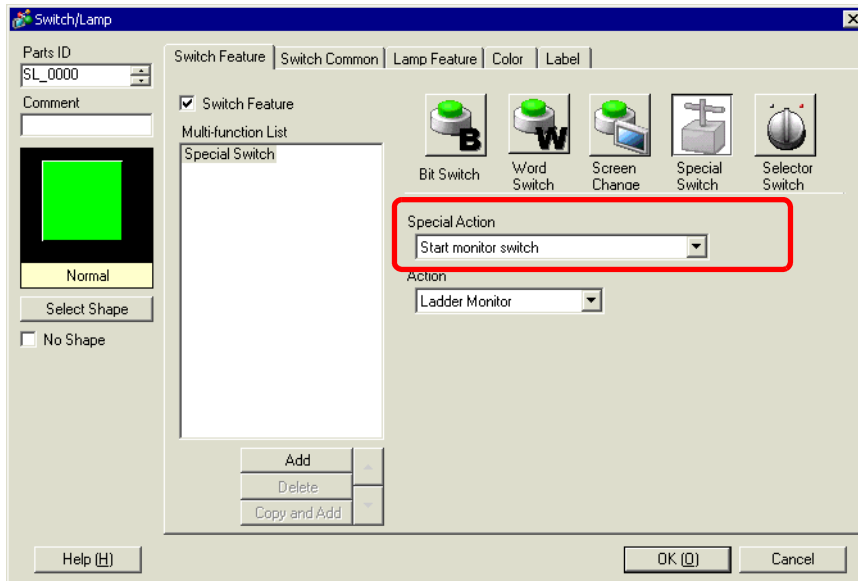 Switch/Lamp
Parts ID
SL_0000
Comment
Normal
Select Shape
No Shape
Switch Feature
Switch Common
Lamp Feature
Color
Label
Switch Feature
Multi-function List
Special Switch
Add
Delete
Copy and Add
B
Bit Switch
W
Word
Switch
Screen
Change
Special
Switch
Selector
Switch
Special Action
Start monitor switch
Action
Ladder Monitor
Help (H)
OK (O)
Cancel